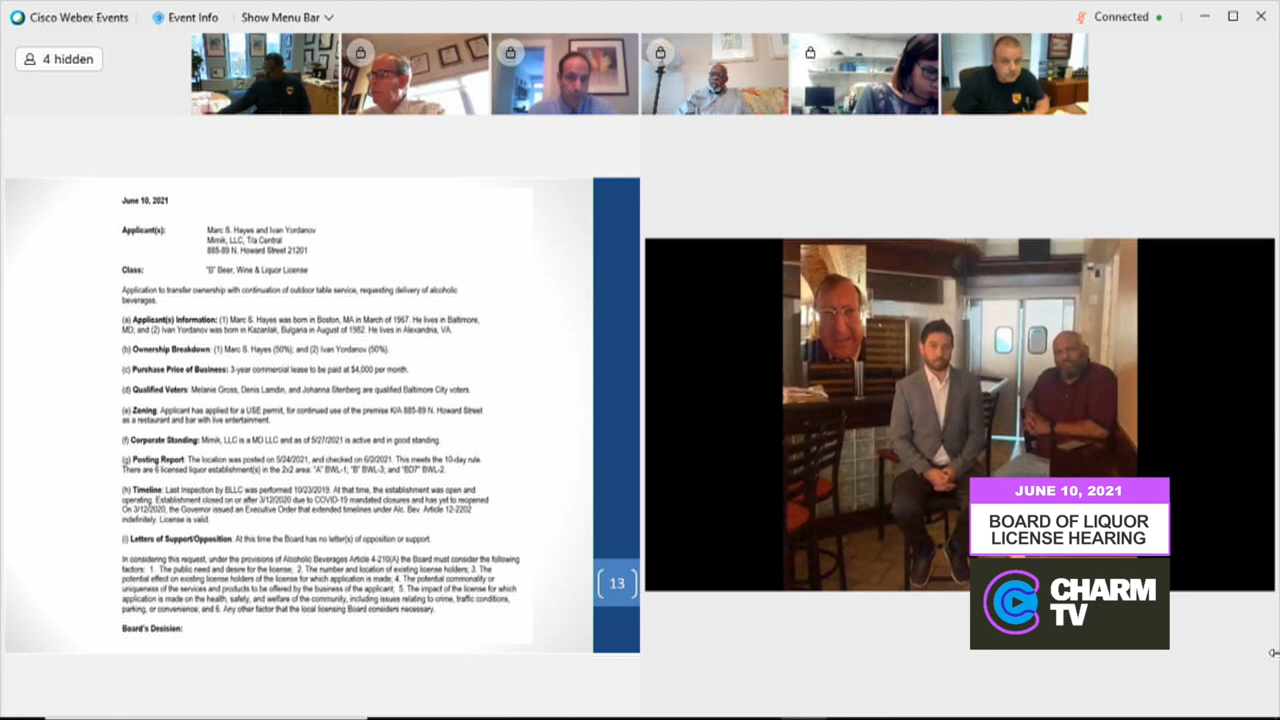 Cisco Webex Events
Event Info
Show Menu Bar
Connected
4 hidden
June 10, 2021
Applicant(s): Marc S. Hayes and Ivan Yordanov
Mimik, LLC, T/a Central
885-89 N. Howard Street 21201
Class: "B" Beer, Wine & Liquor License
Application to transfer ownership with continuation of outdoor table service, requesting delivery of alcoholic
beverages.
(a) Applicant(s) Information: (1) Marc S. Hayes was born in Boston, MA in March of 1967. He lives in Baltimore,
MD; and (2) Ivan Yordanov was born in Kazanlak, Bulgaria in August of 1982. He lives in Alexandria, VA.
(b) Ownership Breakdown: (1) Marc S. Hayes (50%); and (2) Ivan Yordanov (50%).
(c) Purchase Price of Business: 3-year commercial lease to be paid at $4,000 per month.
(d) Qualified Voters: Melanie Gross, Denis Lamdin, and Johanna Stenberg are qualified Baltimore City voters.
(e) Zoning: Applicant has applied for a USE permit, for continued use of the premise K/A 885-89 N. Howard Street
as a restaurant and bar with live entertainment.
(f) Corporate Standing: Mimik, LLC is a MD LLC and as of 5/27/2021 is active and in good standing.
(g) Posting Report: The location was posted on 5/24/2021, and checked on 6/2/2021. This meets the 10-day rule.
There are 6 licensed liquor establishment(s) in the 2x2 area: "A" BWL-1; "B" BWL-3; and "BD7" BWL-2.
(h) Timeline: Last Inspection by BLLC was performed 10/23/2019. At that time, the establishment was open and
operating. Establishment closed on or after 3/12/2020 due to COVID-19 mandated closures and has yet to reopened
On 3/12/2020, the Governor issued an Executive Order that extended timelines under Alc. Bev. Article 12-2202
indefinitely. License is valid.
(i) Letters of Support/Opposition: At this time the Board has no letter(s) of opposition or support.
In considering this request, under the provisions of Alcoholic Beverages Article 4-210(A) the Board must consider the following
factors: 1. The public need and desire for the license; 2. The number and location of existing license holders; 3. The
potential effect on existing license holders of the license for which application is made; 4. The potential commonality or
uniqueness of the services and products to be offered by the business of the applicant; 5. The impact of the license for which
application is made on the health, safety, and welfare of the community, including issues relating to crime, traffic conditions,
parking, or convenience, and 6. Any other factor that the local licensing Board considers necessary.
Board's Decision:
13
JUNE 10, 2021
BOARD OF LIQUOR
LICENSE HEARING
CHARM
TV